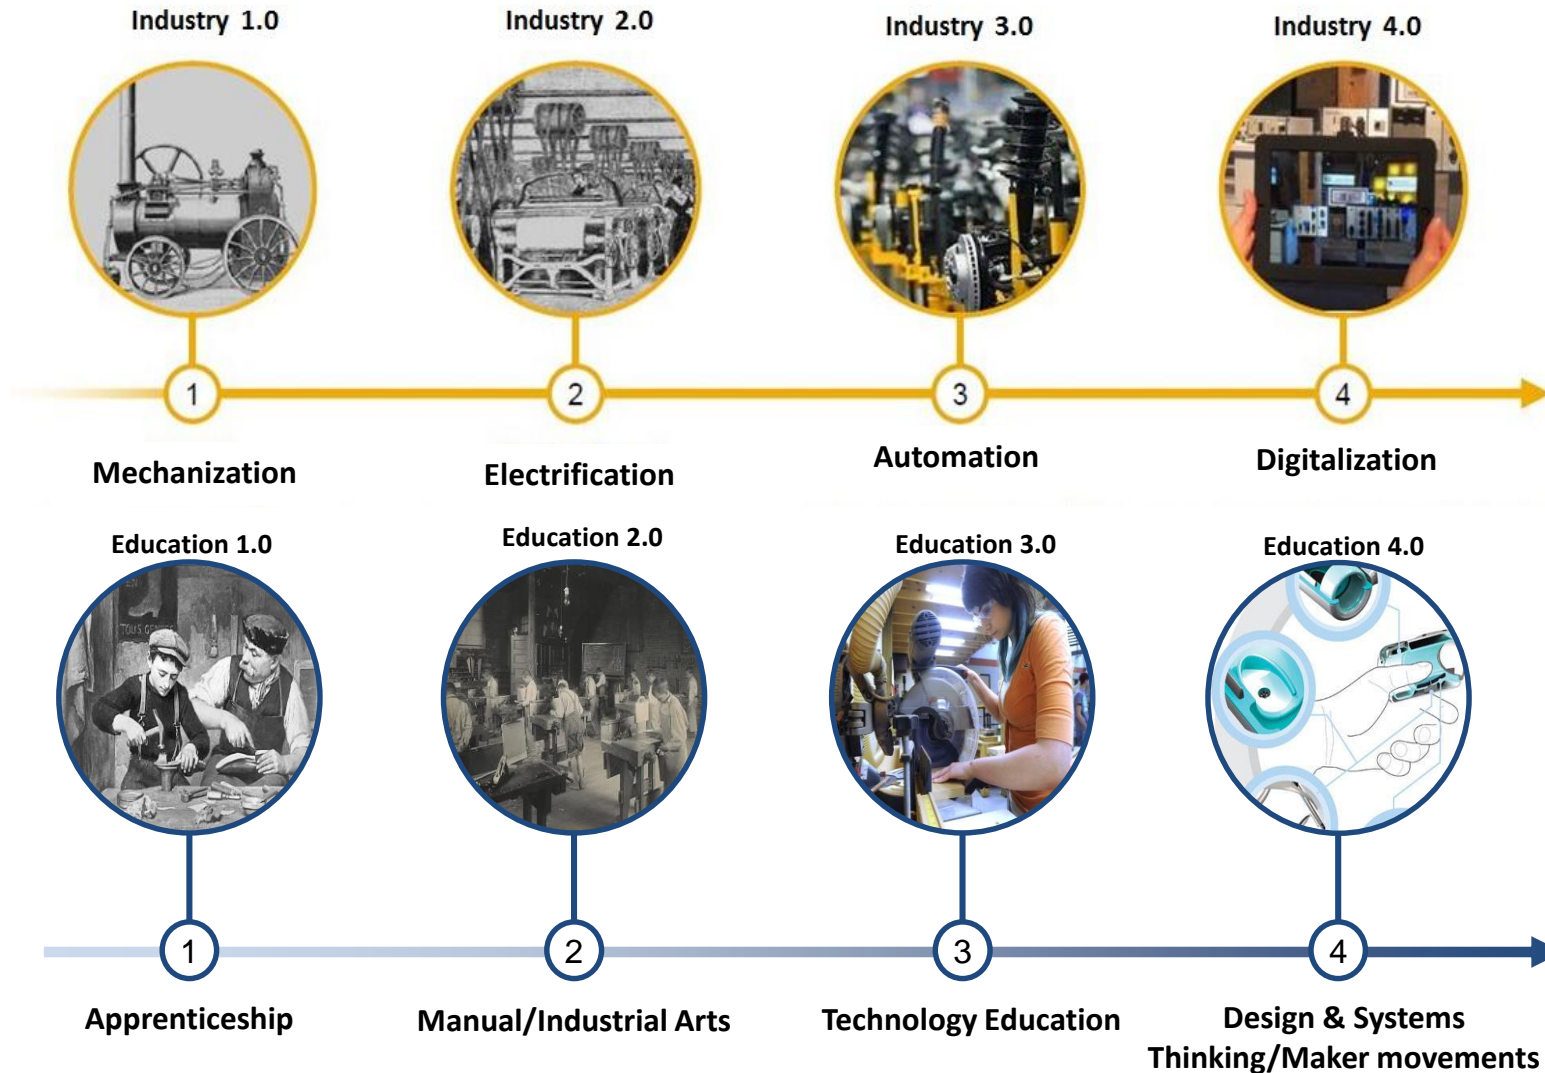 Industry 1.0
Industry 2.0
Industry 3.0
Industry 4.0
1
2
3
4
Mechanization
Electrification
Automation
Digitalization
Education 1.0
Education 2.0
Education 3.0
Education 4.0
1
2
3
4
Apprenticeship
Manual/Industrial Arts
Technology Education
Design & Systems
Thinking/Maker movements